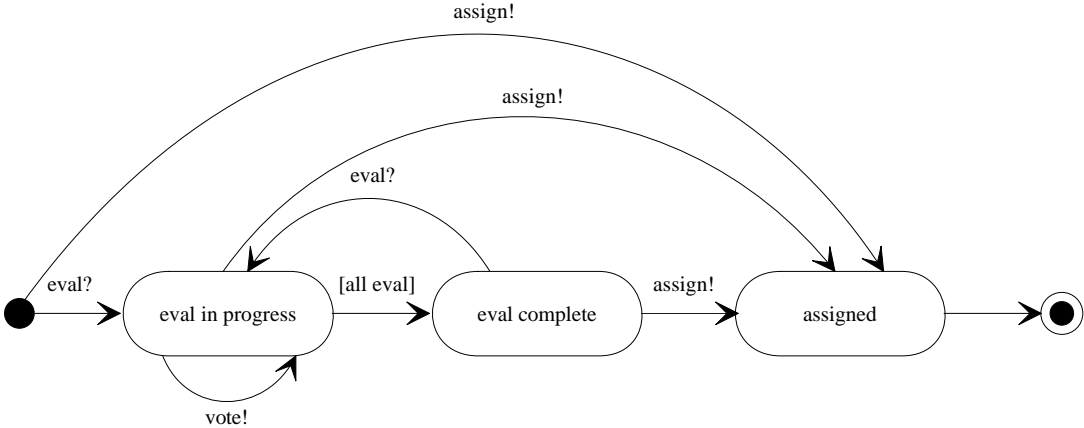 assign!
assign!
eval?
eval?
[all eval]
assign!
eval in progress
eval complete
assigned
vote!